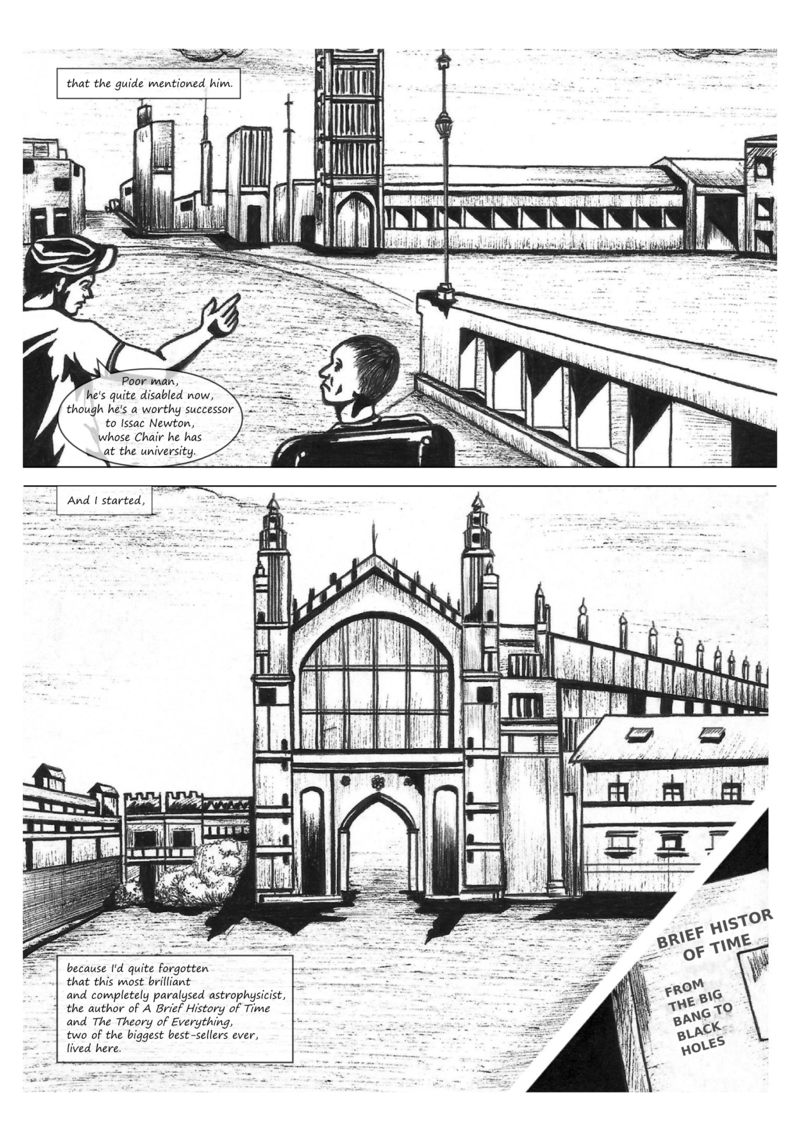 that the guide mentioned him.
Poor man,
he's quite disabled now,
though he's a worthy successor
to Issac Newton,
whose Chair he has
at the university.
And I started,
because I'd quite forgotten
that this most brilliant
and completely paralysed astrophysicist,
the author of A Brief History of Time
and The Theory of Everything,
two of the biggest best-sellers ever,
lived here.
BRIEF HISTOR
OF TIME
FROM
THE BIG
BANG TO
BLACK
HOLES